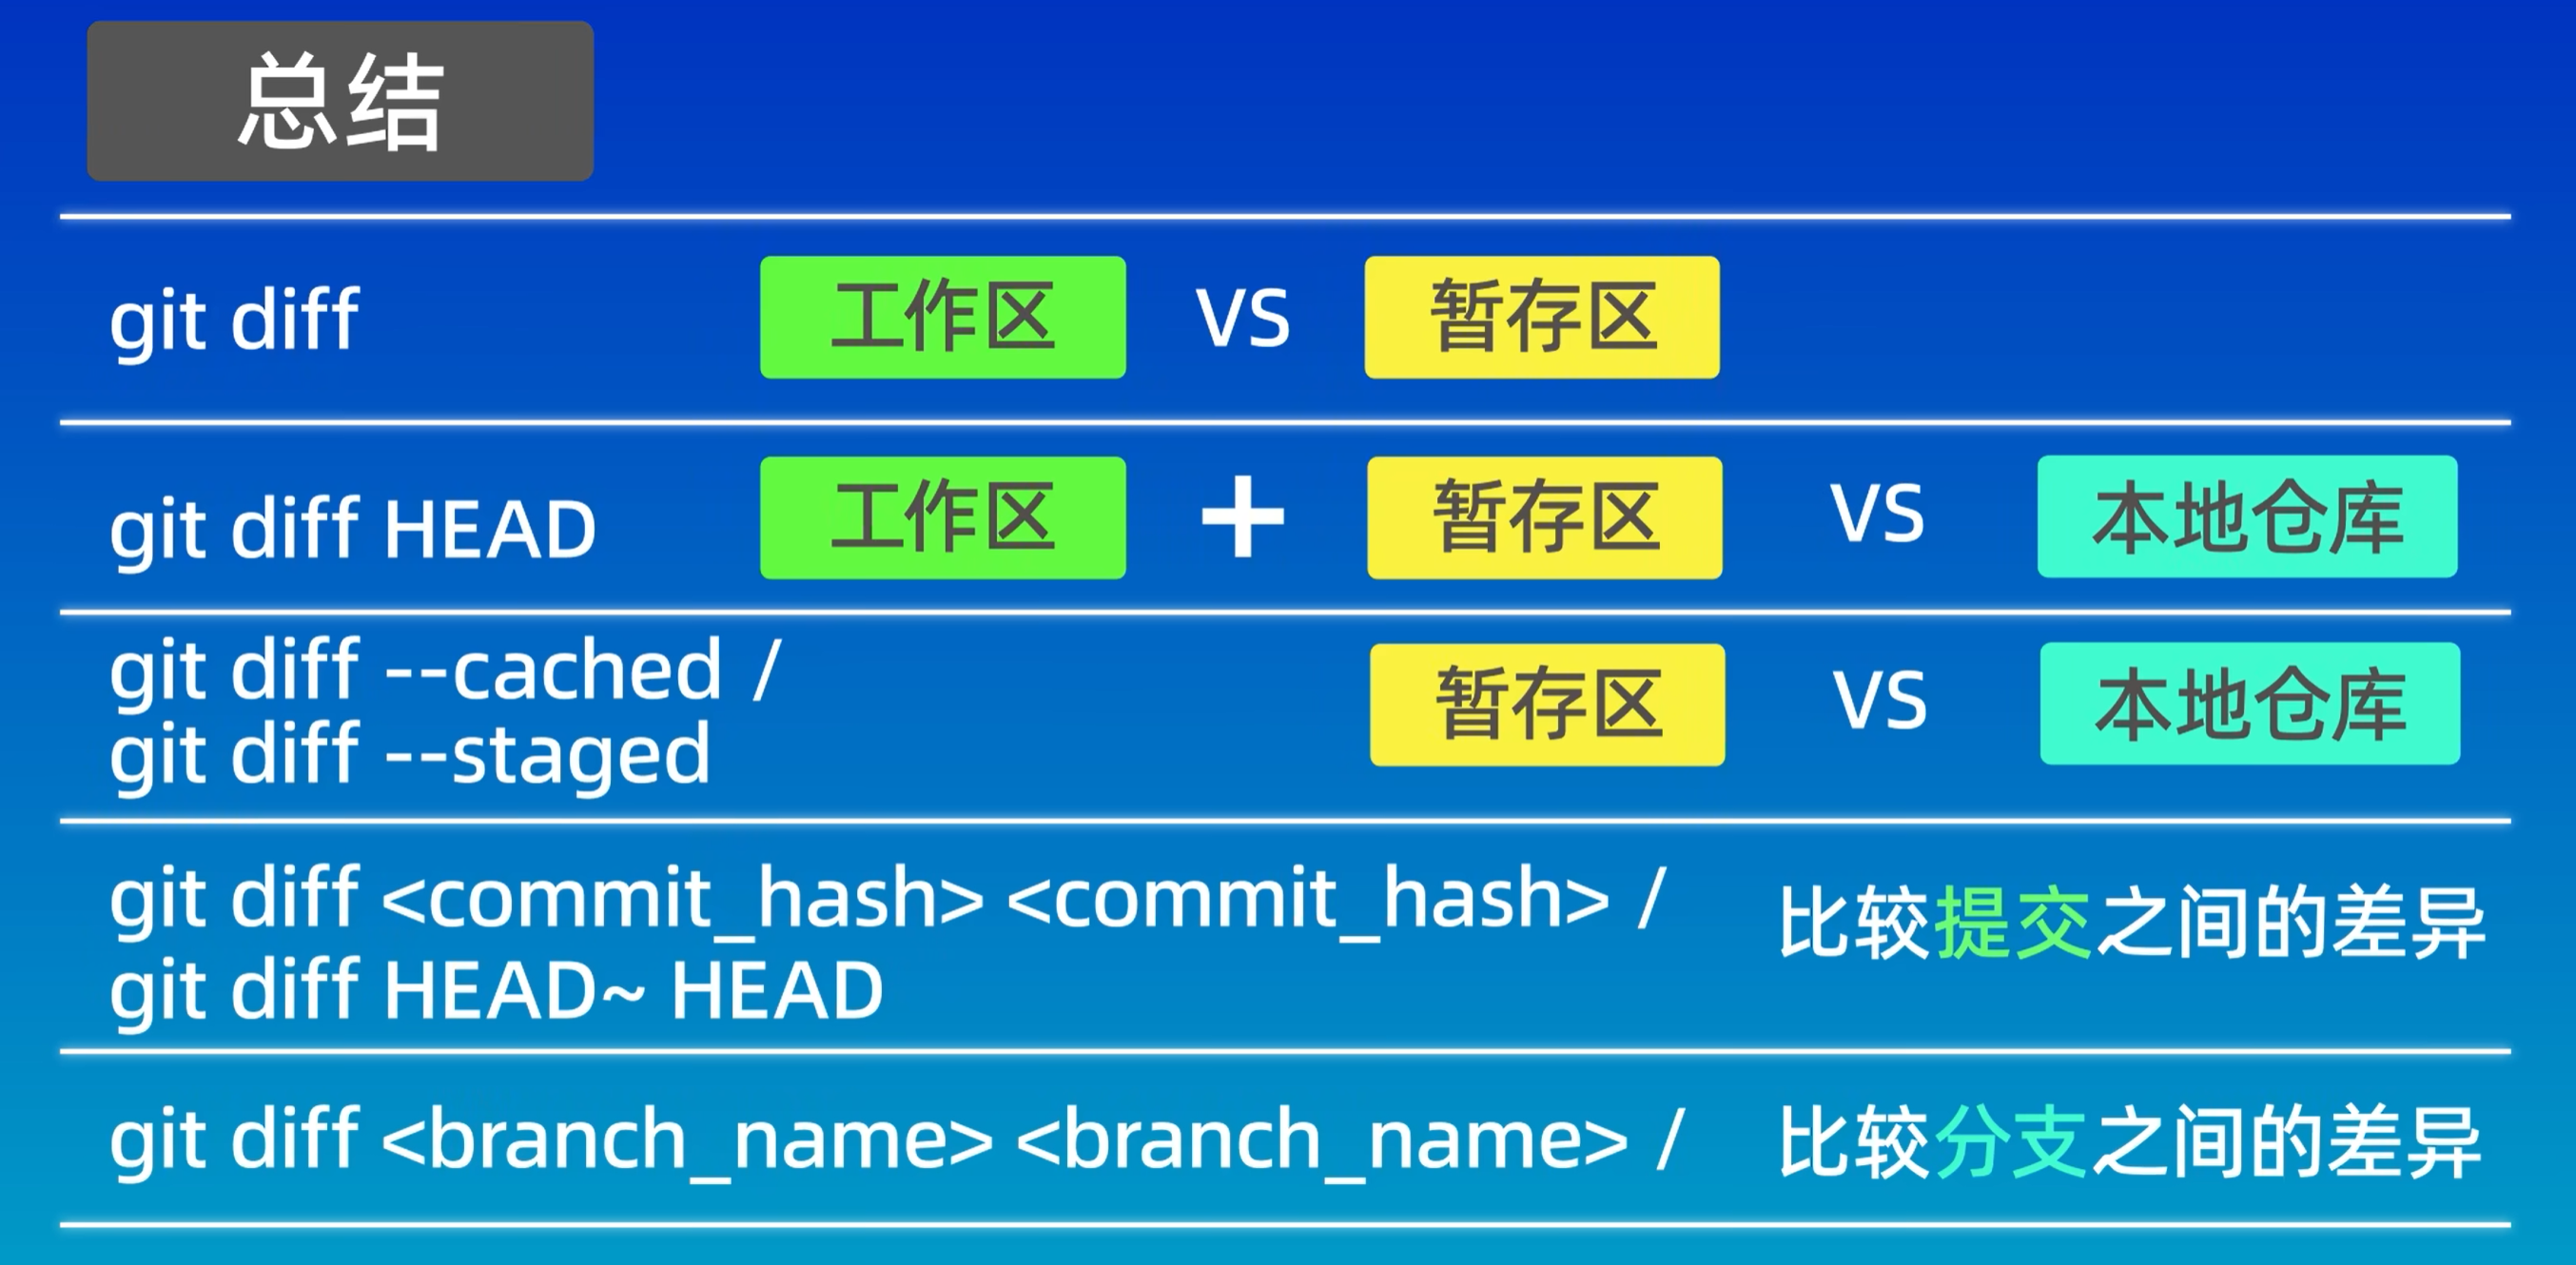 总结
git diff 工作区 VS 暂存区
git diff HEAD 工作区 + 暂存区 VS 本地仓库
git diff --cached /
git diff --staged
暂存区 VS 本地仓库
git diff <commit_hash> <commit_hash> /
git diff HEAD~ HEAD
比较提交之间的差异
git diff <branch_name> <branch_name> / 比较分支之间的差异